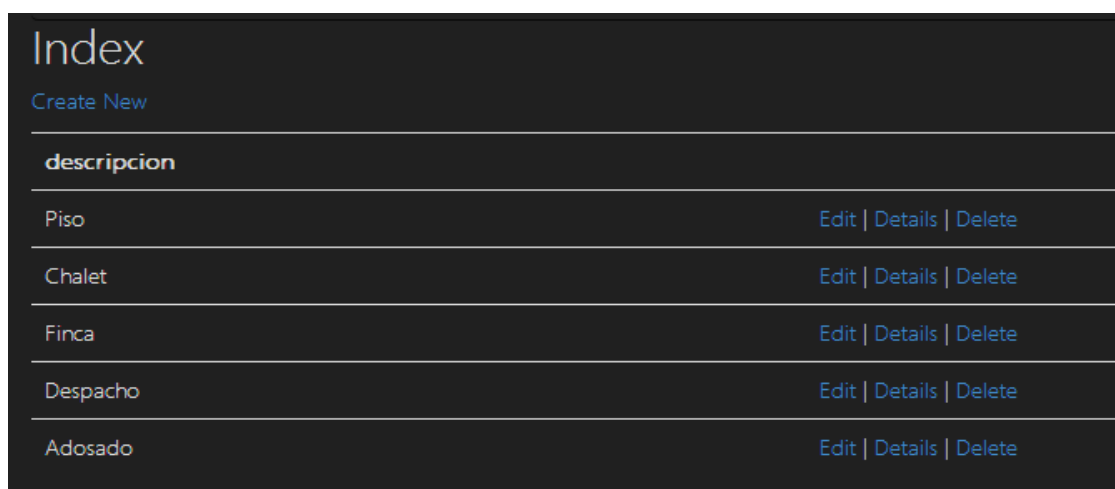 Index
Create New
descripcion
Piso Edit | Details | Delete
Chalet Edit | Details | Delete
Finca Edit | Details | Delete
Despacho Edit | Details | Delete
Adosado Edit | Details | Delete